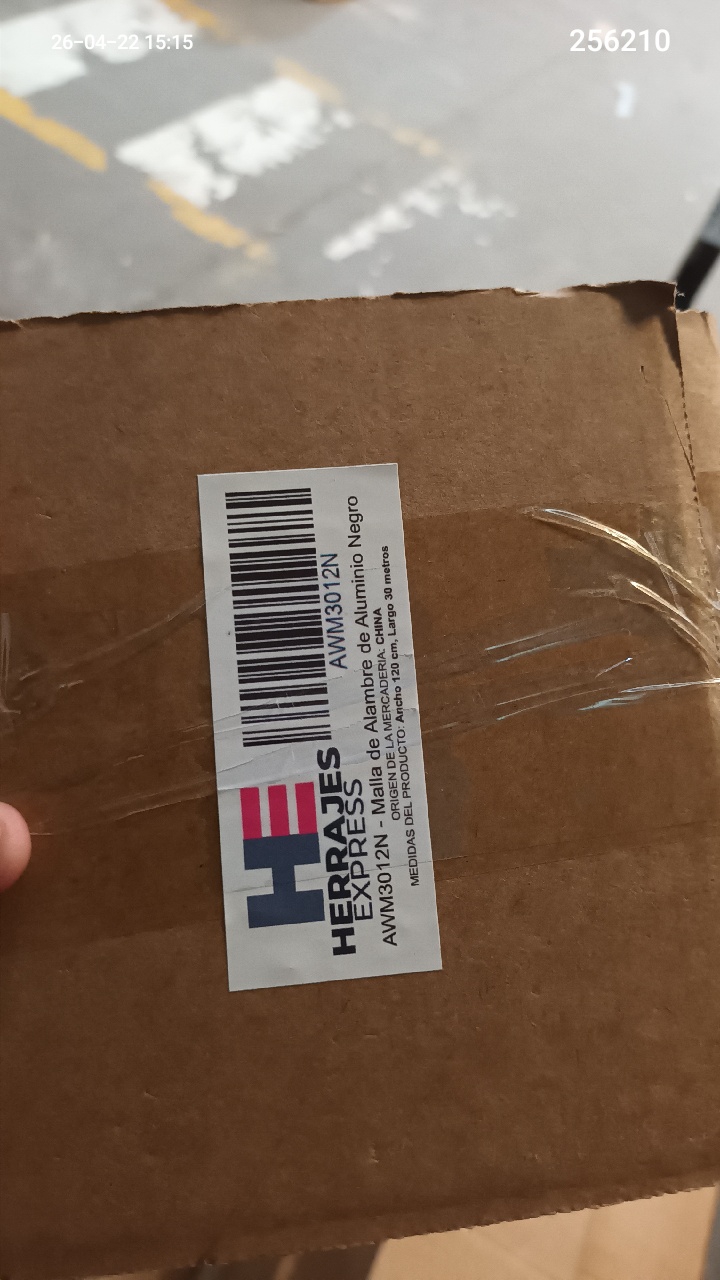 26-04-22 15:15
256210
AWM3012N
HE
HERRAJES
EXPRESS
AWM3012N - Malla de Alambre de Aluminio Negro
ORIGEN DE LA MERCADERIA: CHINA
MEDIDAS DEL PRODUCTO: Ancho 120 cm, Largo 30 metros